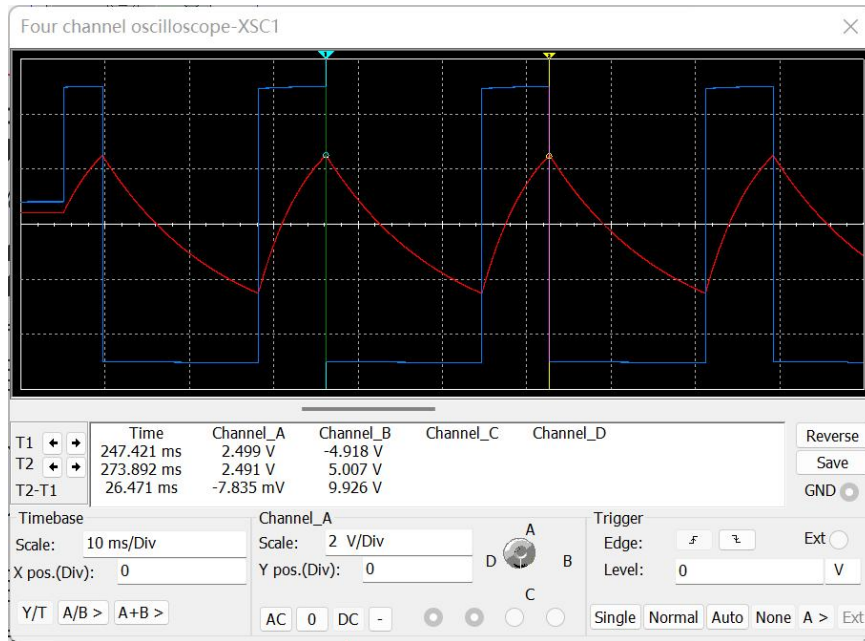 Four channel oscilloscope-XSC1
1 1
Time Channel_A Channel_B Channel_C Channel_D
T1 247.421 ms 2.499 V -4.918 V
T2 273.892 ms 2.491 V 5.007 V
T2-T1 26.471 ms -7.835 mV 9.926 V
Reverse
Save
GND
Timebase Channel_A Trigger
Scale: 10 ms/Div Scale: 2 V/Div A Edge: Ext
X pos.(Div): 0 Y pos.(Div): 0 D B Level: 0 V
C
Y/T A/B > A+B > AC 0 DC - Single Normal Auto None A > Ext